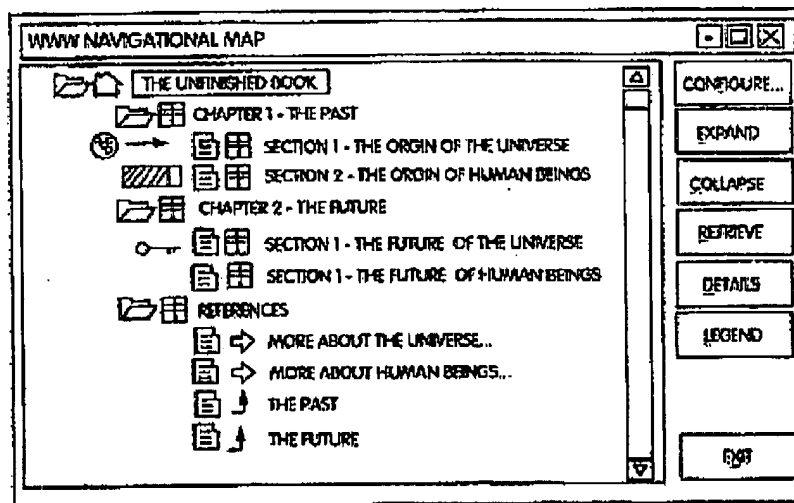 WWW NAVIGATIONAL MAP
THE UNFINISHED BOOK
CHAPTER 1 - THE PAST
SECTION 1 - THE ORGIN OF THE UNIVERSE
SECTION 2 - THE ORGIN OF HUMAN BEINGS
CHAPTER 2 - THE FUTURE
SECTION 1 - THE FUTURE OF THE UNIVERSE
SECTION 1 - THE FUTURE OF HUMAN BEINGS
REFERENCES
MORE ABOUT THE UNIVERSE...
MORE ABOUT HUMAN BEINGS...
THE PAST
THE FUTURE
CONFIGURE...
EXPAND
COLLAPSE
RETRIEVE
DETAILS
LEGEND
EXIT